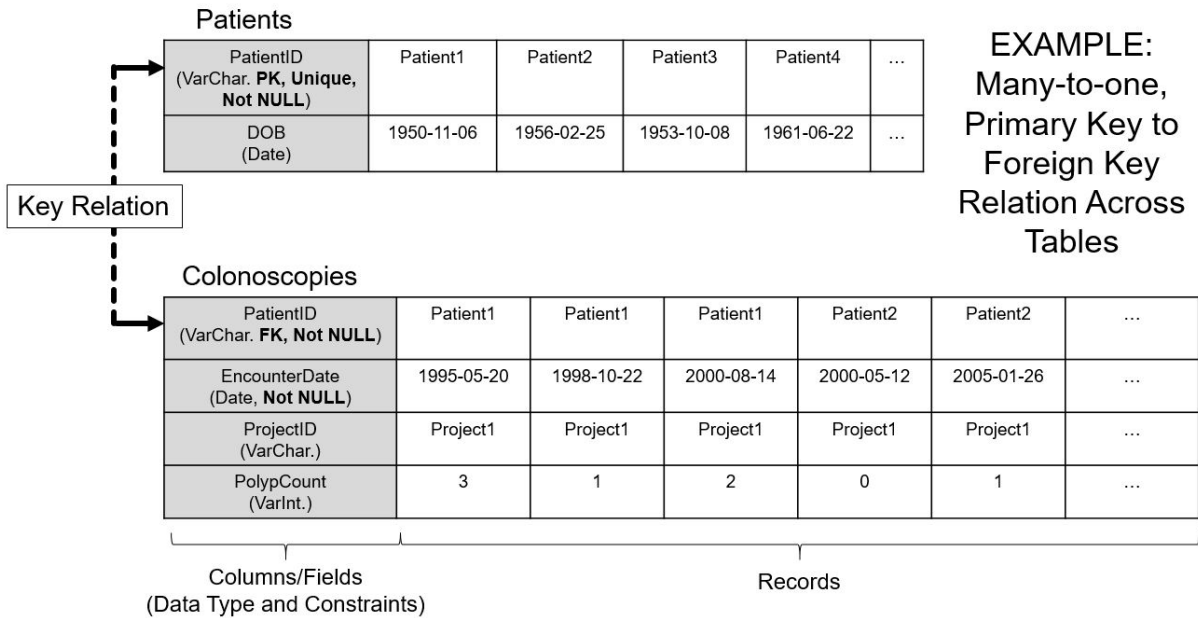 Patients
PatientID
(VarChar. PK, Unique,
Not NULL)
Patient1
Patient2
Patient3
Patient4
...
DOB
(Date)
1950-11-06
1956-02-25
1953-10-08
1961-06-22
...
EXAMPLE:
Many-to-one,
Primary Key to
Foreign Key
Relation Across
Tables
Key Relation
Colonoscopies
PatientID
(VarChar. FK, Not NULL)
Patient1
Patient1
Patient1
Patient2
Patient2
...
EncounterDate
(Date, Not NULL)
1995-05-20
1998-10-22
2000-08-14
2000-05-12
2005-01-26
...
ProjectID
(VarChar.)
Project1
Project1
Project1
Project1
Project1
...
PolypCount
(VarInt.)
3
1
2
0
1
...
Columns/Fields
(Data Type and Constraints)
Records